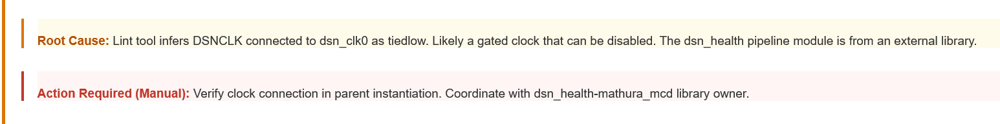 Root Cause: Lint tool infers DSNCLK connected to dsn_clk0 as tiedlow. Likely a gated clock that can be disabled. The dsn_health pipeline module is from an external library.
Action Required (Manual): Verify clock connection in parent instantiation. Coordinate with dsn_health-mathura_mcd library owner.